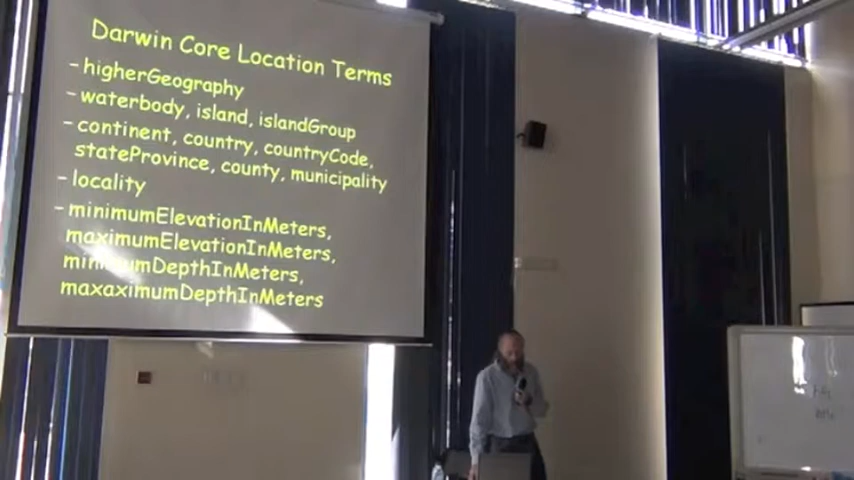 Darwin Core Location Terms
- higherGeography
- waterbody, island, islandGroup
- continent, country, countryCode,
stateProvince, county, municipality
- locality
- minimumElevationInMeters,
maximumElevationInMeters,
minimumDepthInMeters,
maxaximumDepthInMeters